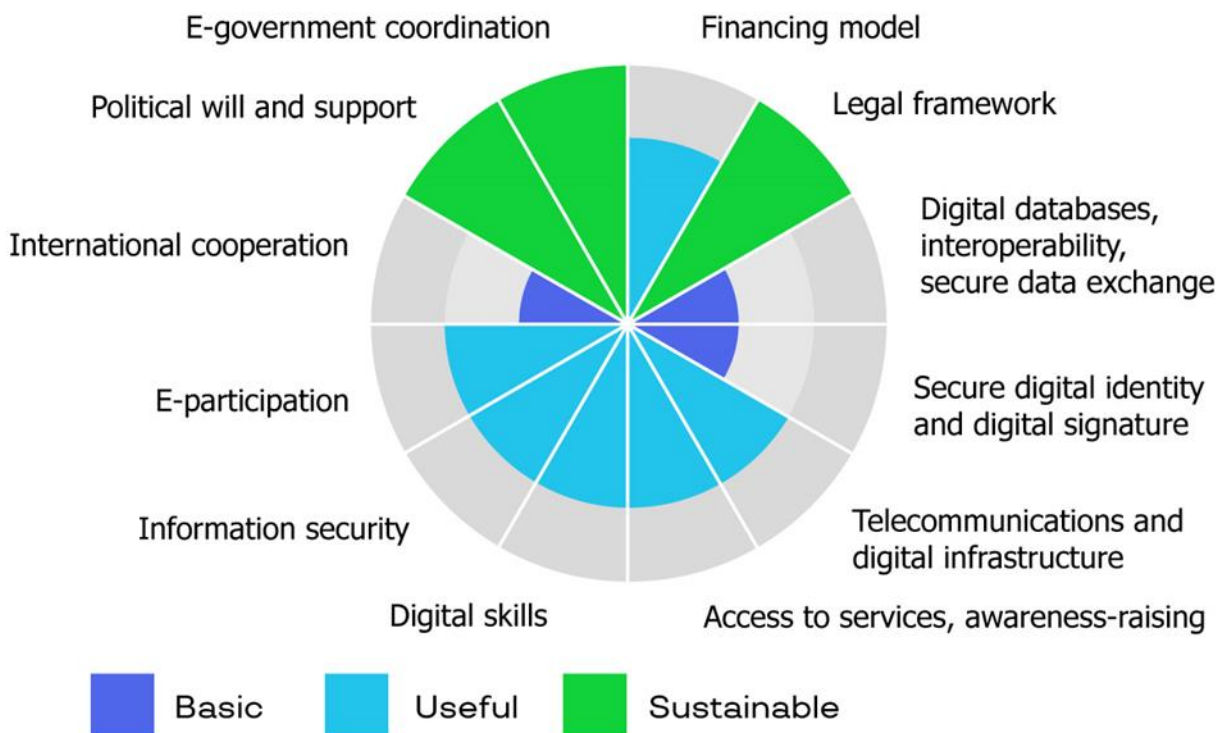 E-government coordination
Financing model
Political will and support
Legal framework
International cooperation
Digital databases,
interoperability,
secure data exchange
E-participation
Secure digital identity
and digital signature
Information security
Telecommunications and
digital infrastructure
Digital skills
Access to services, awareness-raising
Basic
Useful
Sustainable